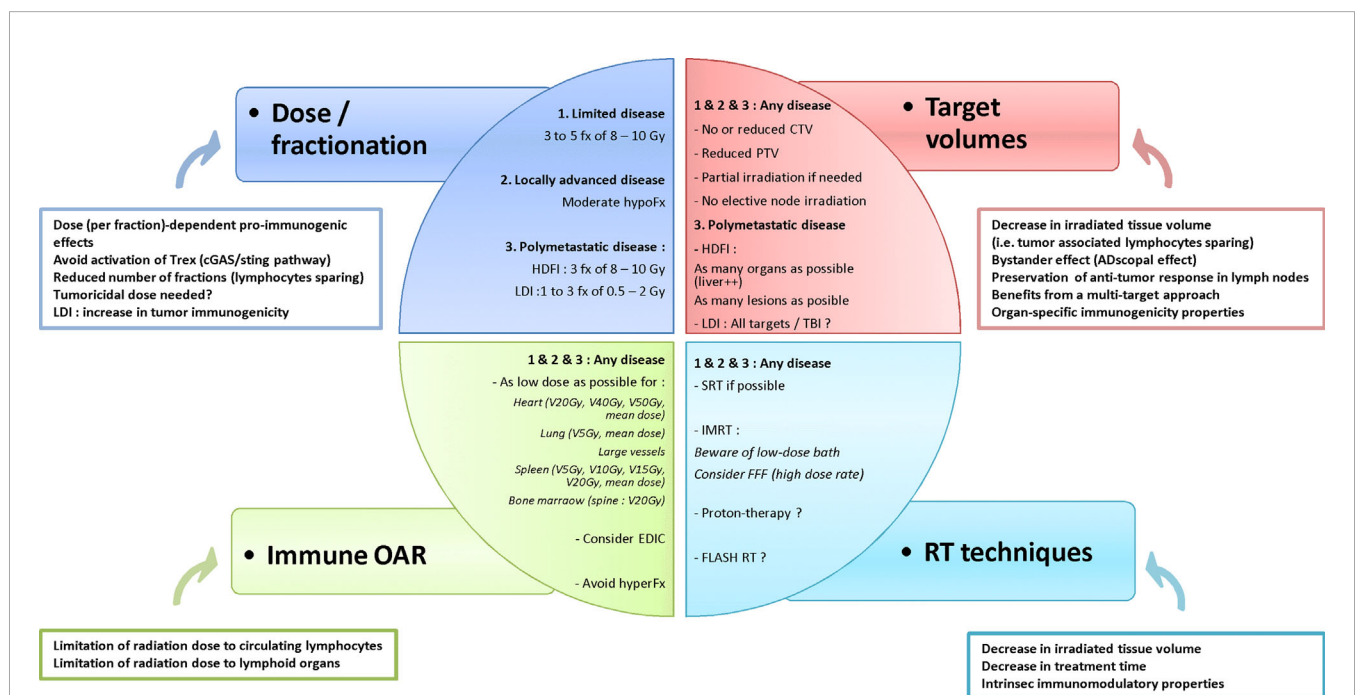 • Dose /
fractionation
1. Limited disease
3 to 5 fx of 8 – 10 Gy
2. Locally advanced disease
Moderate hypoFx
3. Polymetastatic disease :
HDFI : 3 fx of 8 – 10 Gy
LDI :1 to 3 fx of 0.5 – 2 Gy
Dose (per fraction)-dependent pro-immunogenic
effects
Avoid activation of Trex (cGAS/sting pathway)
Reduced number of fractions (lymphocytes sparing)
Tumoricidal dose needed?
LDI : increase in tumor immunogenicity
• Target
volumes
1 & 2 & 3 : Any disease
- No or reduced CTV
- Reduced PTV
- Partial irradiation if needed
- No elective node irradiation
3. Polymetastatic disease
- HDFI :
As many organs as possible
(liver++)
As many lesions as posible
- LDI : All targets / TBI ?
Decrease in irradiated tissue volume
(i.e. tumor associated lymphocytes sparing)
Bystander effect (ADscopal effect)
Preservation of anti-tumor response in lymph nodes
Benefits from a multi-target approach
Organ-specific immunogenicity properties
1 & 2 & 3 : Any disease
- As low dose as possible for :
Heart (V20Gy, V40Gy, V50Gy,
mean dose)
Lung (V5Gy, mean dose)
Large vessels
Spleen (V5Gy, V10Gy, V15Gy,
V20Gy, mean dose)
Bone marraow (spine : V20Gy)
- Consider EDIC
- Avoid hyperFx
• Immune OAR
Limitation of radiation dose to circulating lymphocytes
Limitation of radiation dose to lymphoid organs
1 & 2 & 3 : Any disease
- SRT if possible
- IMRT :
Beware of low-dose bath
Consider FFF (high dose rate)
- Proton-therapy ?
- FLASH RT ?
• RT techniques
Decrease in irradiated tissue volume
Decrease in treatment time
Intrinsec immunomodulatory properties